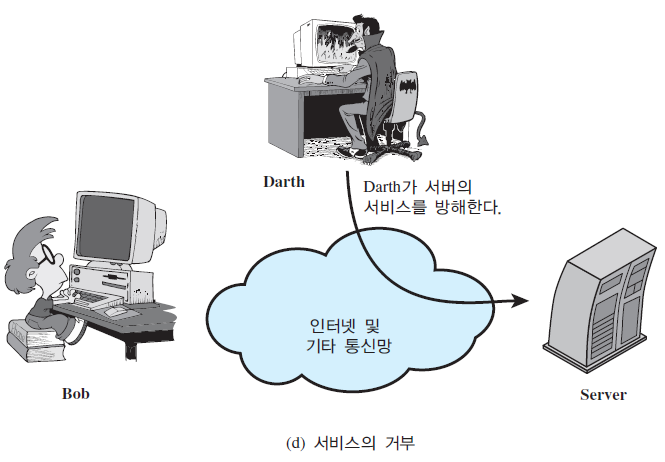 Darth
Darth가 서버의
서비스를 방해한다.
인터넷 및
기타 통신망
Bob
Server
(d) 서비스의 거부